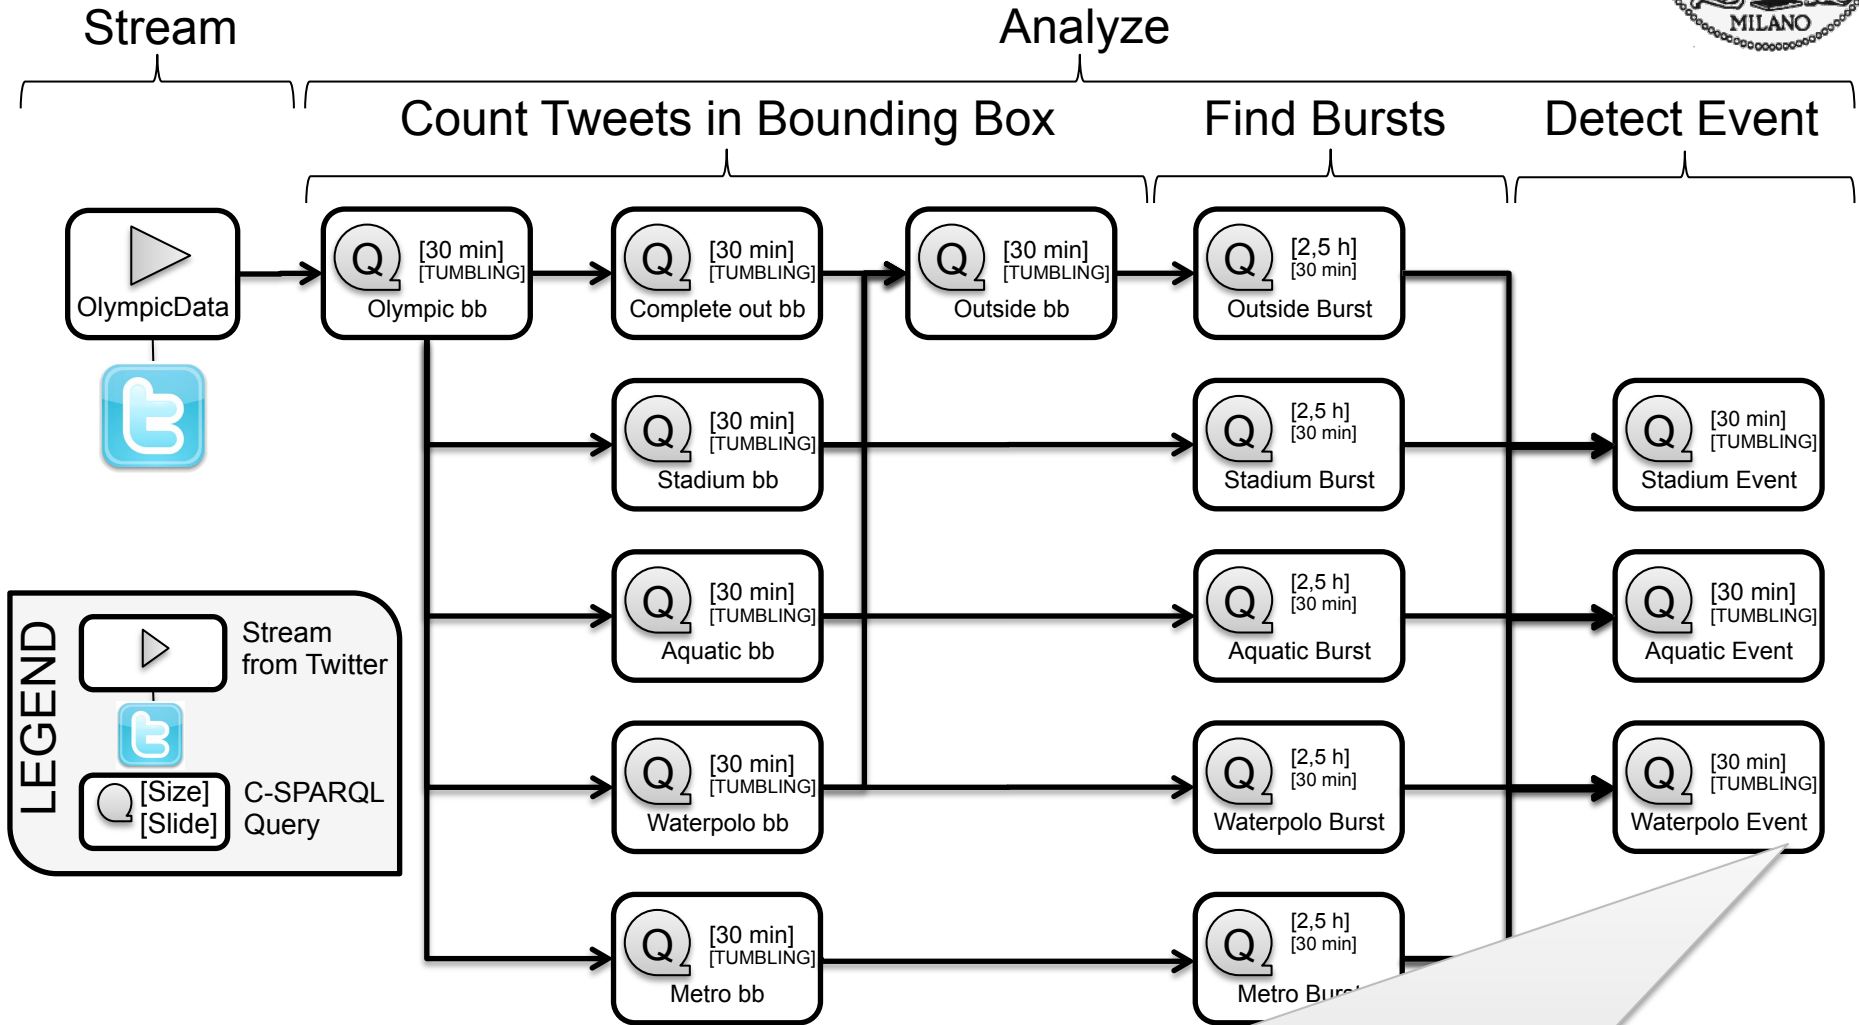 MILANO
Stream
Analyze
Count Tweets in Bounding Box
Find Bursts
Detect Event
OlympicData
Q
[30 min]
[TUMBLING]
Olympic bb
Q
[30 min]
[TUMBLING]
Complete out bb
Q
[30 min]
[TUMBLING]
Outside bb
Q
[2,5 h]
[30 min]
Outside Burst
Q
[30 min]
[TUMBLING]
Stadium bb
Q
[2,5 h]
[30 min]
Stadium Burst
Q
[30 min]
[TUMBLING]
Stadium Event
Q
[30 min]
[TUMBLING]
Aquatic bb
Q
[2,5 h]
[30 min]
Aquatic Burst
Q
[30 min]
[TUMBLING]
Aquatic Event
Q
[30 min]
[TUMBLING]
Waterpolo bb
Q
[2,5 h]
[30 min]
Waterpolo Burst
Q
[30 min]
[TUMBLING]
Waterpolo Event
Q
[30 min]
[TUMBLING]
Metro bb
Q
[2,5 h]
[30 min]
Metro Burst
LEGEND
Stream
from Twitter
[Size]
[Slide]
C-SPARQL
Query